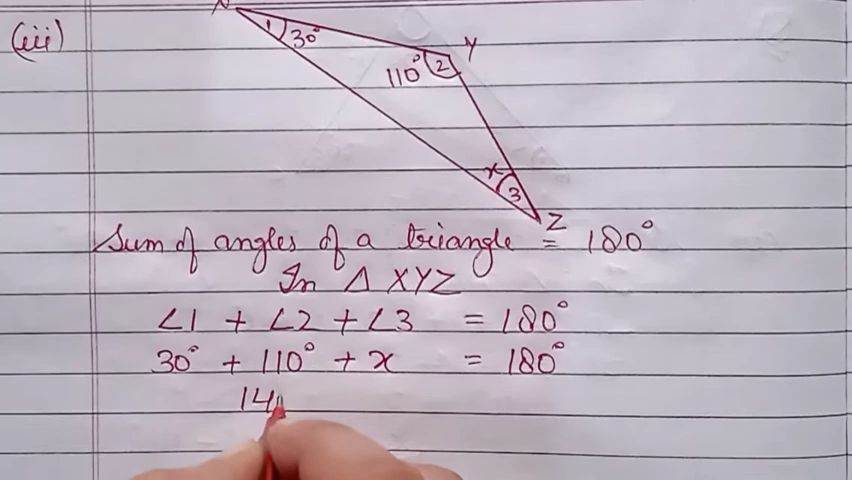 (iii)
1 30°
Y
110° 2
x
3
Z
Sum of angles of a triangle = 180°
In Δ XYZ
∠1 + ∠2 + ∠3 = 180°
30° + 110° + x = 180°
14